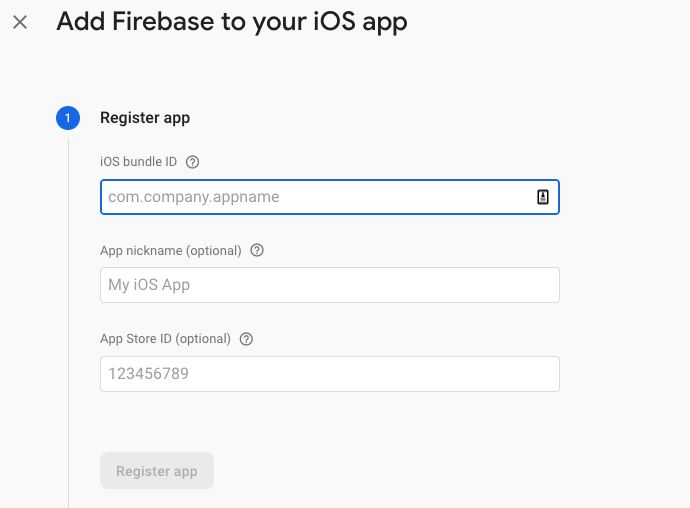 Add Firebase to your iOS app
1 Register app
iOS bundle ID ?
com.company.appname
App nickname (optional) ?
My iOS App
App Store ID (optional) ?
123456789
Register app